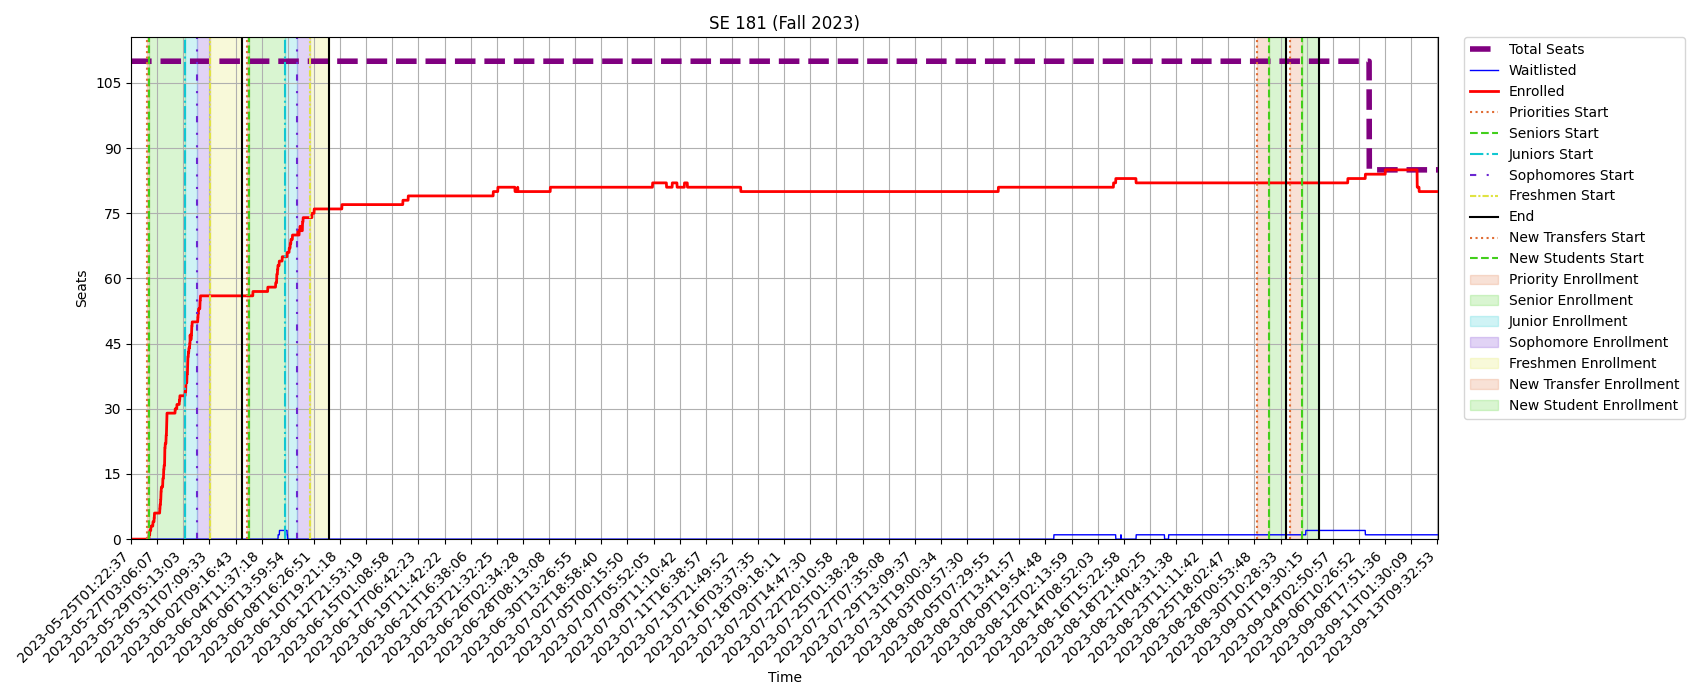 SE 181 (Fall 2023)
Seats
105
90
75
60
45
30
15
0
2023-05-25T01:22:37
2023-05-27T03:06:07
2023-05-29T05:13:03
2023-05-31T07:09:33
2023-06-02T09:16:43
2023-06-04T11:37:18
2023-06-06T13:59:54
2023-06-08T16:26:51
2023-06-10T19:21:18
2023-06-12T21:53:19
2023-06-15T01:08:58
2023-06-17T06:42:23
2023-06-19T11:42:22
2023-06-21T16:38:06
2023-06-23T21:32:25
2023-06-26T02:34:28
2023-06-28T08:13:08
2023-06-30T13:26:55
2023-07-02T18:58:40
2023-07-05T00:15:50
2023-07-07T05:52:05
2023-07-09T11:10:42
2023-07-11T16:38:57
2023-07-13T21:49:52
2023-07-16T03:37:35
2023-07-18T09:18:11
2023-07-20T14:47:30
2023-07-22T20:10:58
2023-07-25T01:38:28
2023-07-27T07:35:08
2023-07-29T13:09:37
2023-07-31T19:00:34
2023-08-03T00:57:30
2023-08-05T07:29:55
2023-08-07T13:41:57
2023-08-09T19:54:48
2023-08-12T02:13:59
2023-08-14T08:52:03
2023-08-16T15:22:58
2023-08-18T21:40:25
2023-08-21T04:31:38
2023-08-23T11:11:42
2023-08-25T18:02:47
2023-08-28T00:53:48
2023-08-30T10:28:33
2023-09-01T19:30:15
2023-09-04T02:50:57
2023-09-06T10:26:52
2023-09-08T17:51:36
2023-09-11T01:30:09
2023-09-13T09:32:53
Time
Total Seats
Waitlisted
Enrolled
Priorities Start
Seniors Start
Juniors Start
Sophomores Start
Freshmen Start
End
New Transfers Start
New Students Start
Priority Enrollment
Senior Enrollment
Junior Enrollment
Sophomore Enrollment
Freshmen Enrollment
New Transfer Enrollment
New Student Enrollment